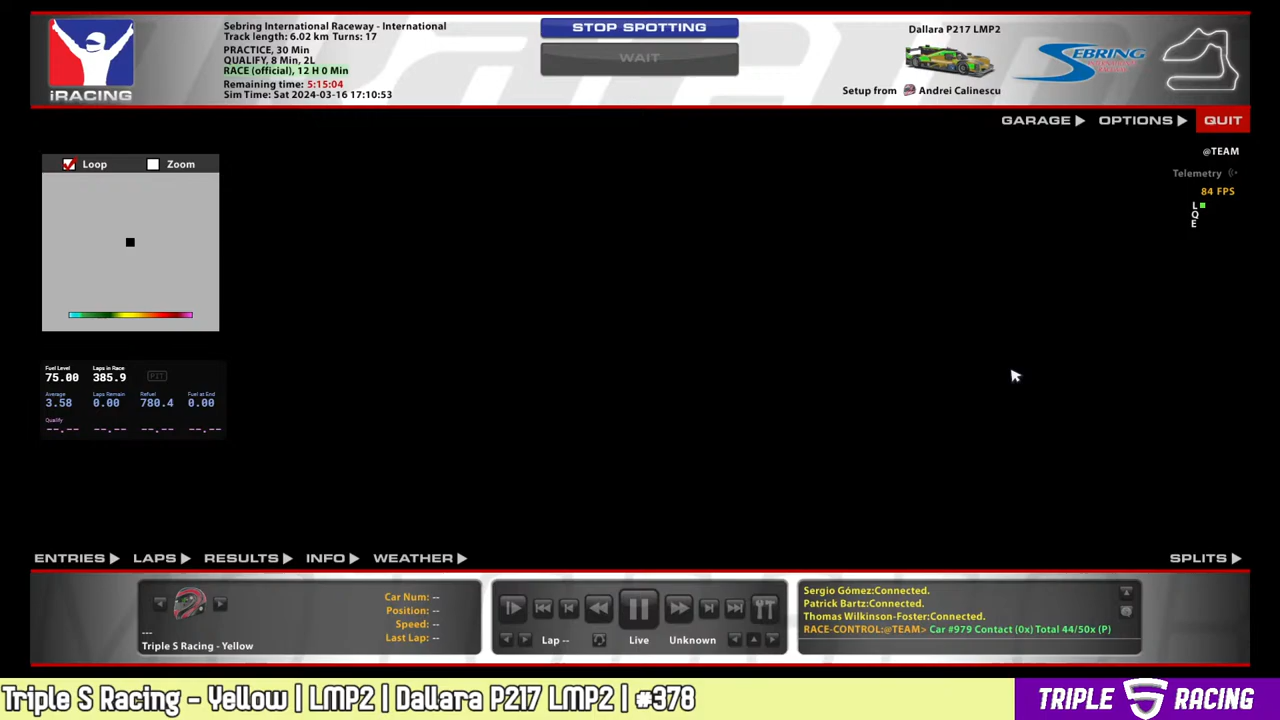 iRACING
Sebring International Raceway - International
Track length: 6.02 km Turns: 17
PRACTICE, 30 Min
QUALIFY, 8 Min, 2L
RACE (official), 12 H 0 Min
Remaining time: 5:15:04
Sim Time: Sat 2024-03-16 17:10:53
STOP SPOTTING
WAIT
Dallara P217 LMP2
SEBRING
Setup from Andrei Calinescu
GARAGE OPTIONS QUIT
@TEAM
Telemetry
84 FPS
L
Q
E
Loop Zoom
Fuel Level Laps in Race
75.00 385.9 PIT
Average Laps Remain Refuel Fuel at End
3.58 0.00 780.4 0.00
Qualify
--.-- --.-- --.-- --.--
ENTRIES LAPS RESULTS INFO WEATHER SPLITS
Car Num: --
Position: --
Speed: --
Last Lap: --
---
Triple S Racing - Yellow
Lap -- Live Unknown
Sergio Gómez:Connected.
Patrick Bartz:Connected.
Thomas Wilkinson-Foster:Connected.
RACE-CONTROL:@TEAM> Car #979 Contact (0x) Total 44/50x (P)
Triple S Racing - Yellow | LMP2 | Dallara P217 LMP2 | #378
TRIPLE S RACING